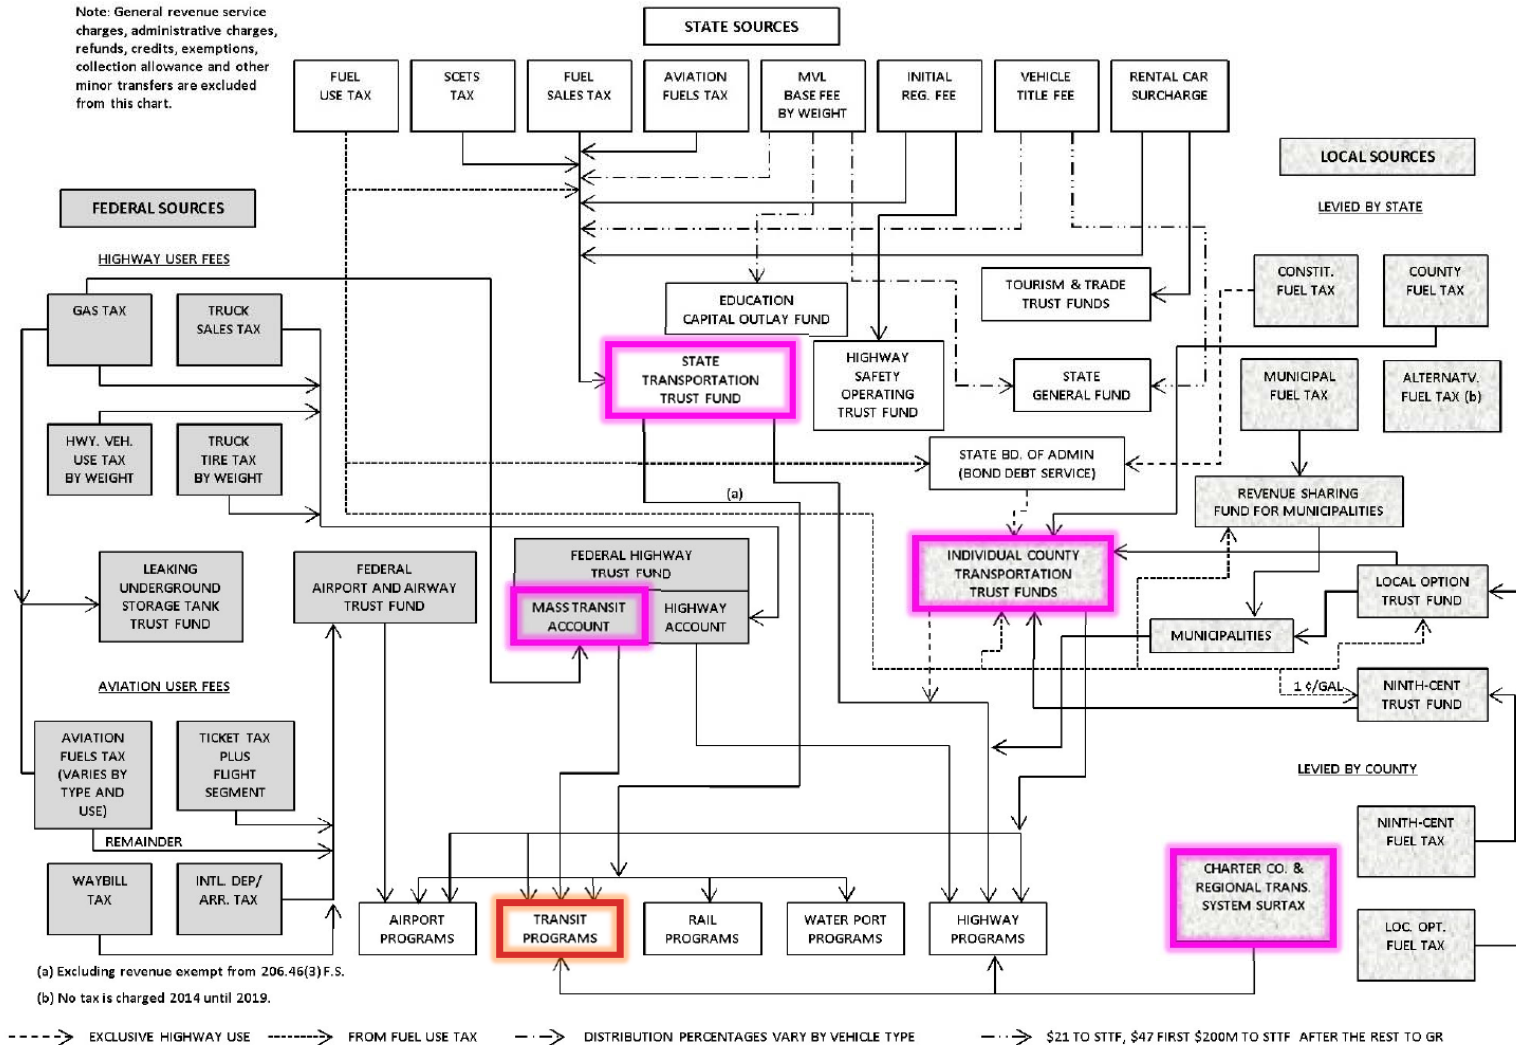 Note: General revenue service
charges, administrative charges,
refunds, credits, exemptions,
collection allowance and other
minor transfers are excluded
from this chart.
STATE SOURCES
FUEL
USE TAX
SCETS
TAX
FUEL
SALES TAX
AVIATION
FUELS TAX
MVL
BASE FEE
BY WEIGHT
INITIAL
REG. FEE
VEHICLE
TITLE FEE
RENTAL CAR
SURCHARGE
LOCAL SOURCES
LEVIED BY STATE
FEDERAL SOURCES
HIGHWAY USER FEES
GAS TAX
TRUCK
SALES TAX
EDUCATION
CAPITAL OUTLAY FUND
TOURISM & TRADE
TRUST FUNDS
CONSTIT.
FUEL TAX
COUNTY
FUEL TAX
STATE
TRANSPORTATION
TRUST FUND
HIGHWAY
SAFETY
OPERATING
TRUST FUND
STATE
GENERAL FUND
MUNICIPAL
FUEL TAX
ALTERNATV.
FUEL TAX (b)
HWY. VEH.
USE TAX
BY WEIGHT
TRUCK
TIRE TAX
BY WEIGHT
STATE BD. OF ADMIN
(BOND DEBT SERVICE)
(a)
REVENUE SHARING
FUND FOR MUNICIPALITIES
LEAKING
UNDERGROUND
STORAGE TANK
TRUST FUND
FEDERAL
AIRPORT AND AIRWAY
TRUST FUND
FEDERAL HIGHWAY
TRUST FUND
MASS TRANSIT
ACCOUNT
HIGHWAY
ACCOUNT
INDIVIDUAL COUNTY
TRANSPORTATION
TRUST FUNDS
LOCAL OPTION
TRUST FUND
MUNICIPALITIES
AVIATION USER FEES
1 ¢/GAL
NINTH-CENT
TRUST FUND
AVIATION
FUELS TAX
(VARIES BY
TYPE AND
USE)
TICKET TAX
PLUS
FLIGHT
SEGMENT
LEVIED BY COUNTY
REMAINDER
NINTH-CENT
FUEL TAX
WAYBILL
TAX
INTL. DEP/
ARR. TAX
AIRPORT
PROGRAMS
TRANSIT
PROGRAMS
RAIL
PROGRAMS
WATER PORT
PROGRAMS
HIGHWAY
PROGRAMS
CHARTER CO. &
REGIONAL TRANS.
SYSTEM SURTAX
LOC. OPT.
FUEL TAX
(a) Excluding revenue exempt from 206.46(3) F.S.
(b) No tax is charged 2014 until 2019.
EXCLUSIVE HIGHWAY USE
FROM FUEL USE TAX
DISTRIBUTION PERCENTAGES VARY BY VEHICLE TYPE
$21 TO STTF, $47 FIRST $200M TO STTF AFTER THE REST TO GR